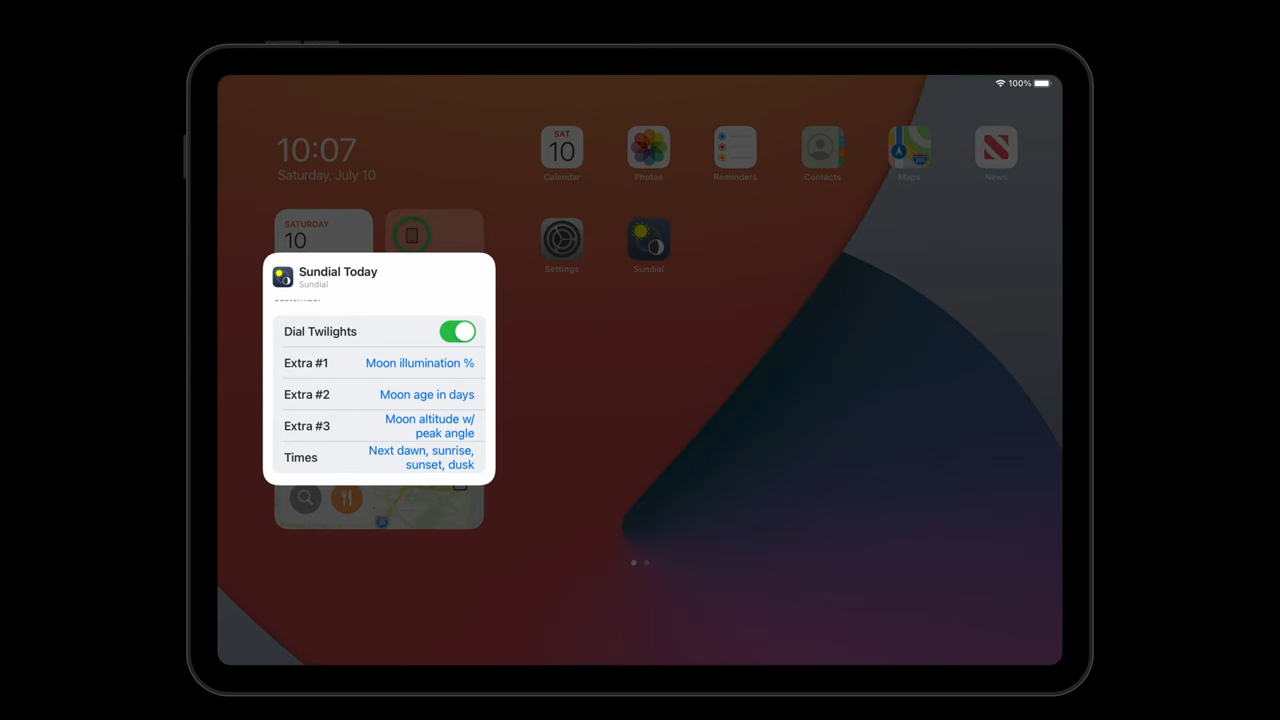 100%
10:07
Saturday, July 10
SAT
10
Calendar
Photos
Reminders
Contacts
Maps
News
SATURDAY
10
Settings
Sundial
Sundial Today
Sundial
Dial Twilights
Extra #1 Moon illumination %
Extra #2 Moon age in days
Extra #3 Moon altitude w/
peak angle
Times Next dawn, sunrise,
sunset, dusk